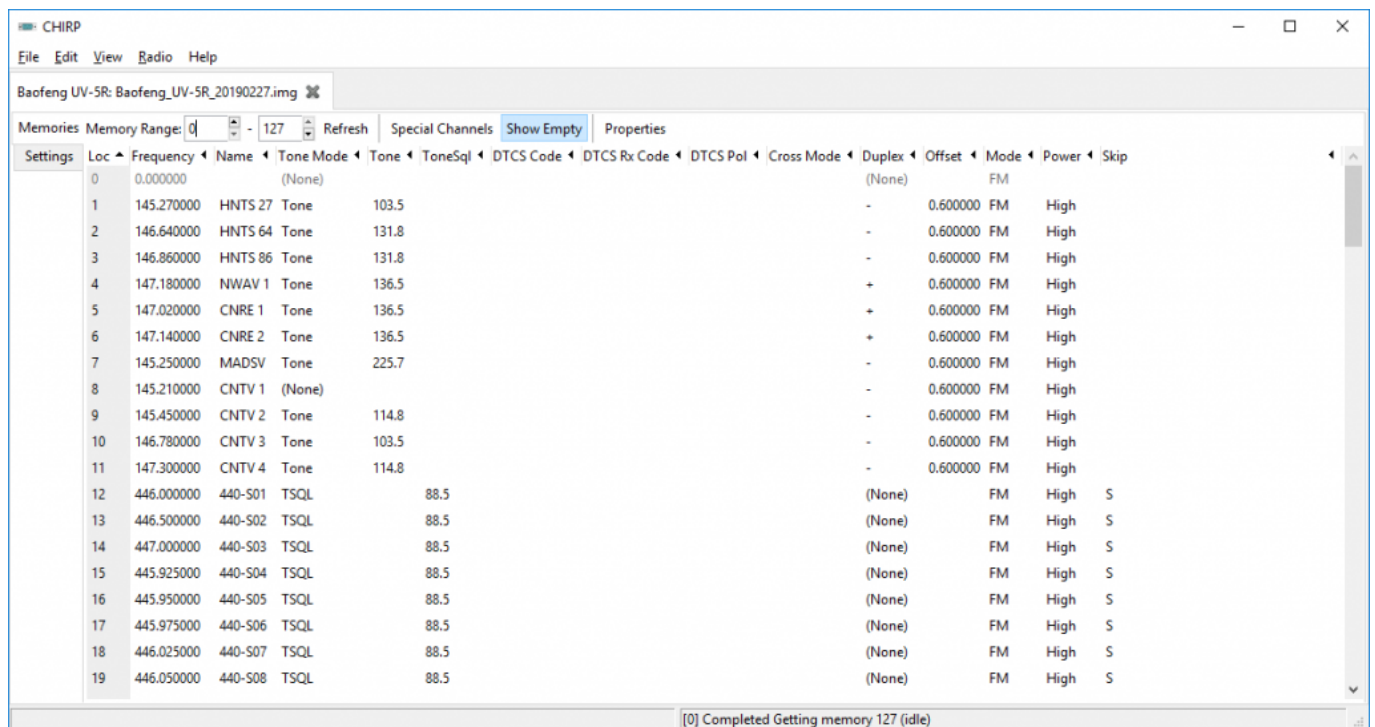 CHIRP
File Edit View Radio Help
Baofeng UV-5R: Baofeng_UV-5R_20190227.img
Memories Memory Range: 0 - 127 Refresh Special Channels Show Empty Properties
Settings Loc Frequency Name Tone Mode Tone ToneSql DTCS Code DTCS Rx Code DTCS Pol Cross Mode Duplex Offset Mode Power Skip
0 0.000000 (None) (None) FM
1 145.270000 HNTS 27 Tone 103.5 - 0.600000 FM High
2 146.640000 HNTS 64 Tone 131.8 - 0.600000 FM High
3 146.860000 HNTS 86 Tone 131.8 - 0.600000 FM High
4 147.180000 NWAV 1 Tone 136.5 + 0.600000 FM High
5 147.020000 CNRE 1 Tone 136.5 + 0.600000 FM High
6 147.140000 CNRE 2 Tone 136.5 + 0.600000 FM High
7 145.250000 MADSV Tone 225.7 - 0.600000 FM High
8 145.210000 CNTV 1 (None) - 0.600000 FM High
9 145.450000 CNTV 2 Tone 114.8 - 0.600000 FM High
10 146.780000 CNTV 3 Tone 103.5 - 0.600000 FM High
11 147.300000 CNTV 4 Tone 114.8 - 0.600000 FM High
12 446.000000 440-S01 TSQL 88.5 (None) FM High S
13 446.500000 440-S02 TSQL 88.5 (None) FM High S
14 447.000000 440-S03 TSQL 88.5 (None) FM High S
15 445.925000 440-S04 TSQL 88.5 (None) FM High S
16 445.950000 440-S05 TSQL 88.5 (None) FM High S
17 445.975000 440-S06 TSQL 88.5 (None) FM High S
18 446.025000 440-S07 TSQL 88.5 (None) FM High S
19 446.050000 440-S08 TSQL 88.5 (None) FM High S
[0] Completed Getting memory 127 (idle)